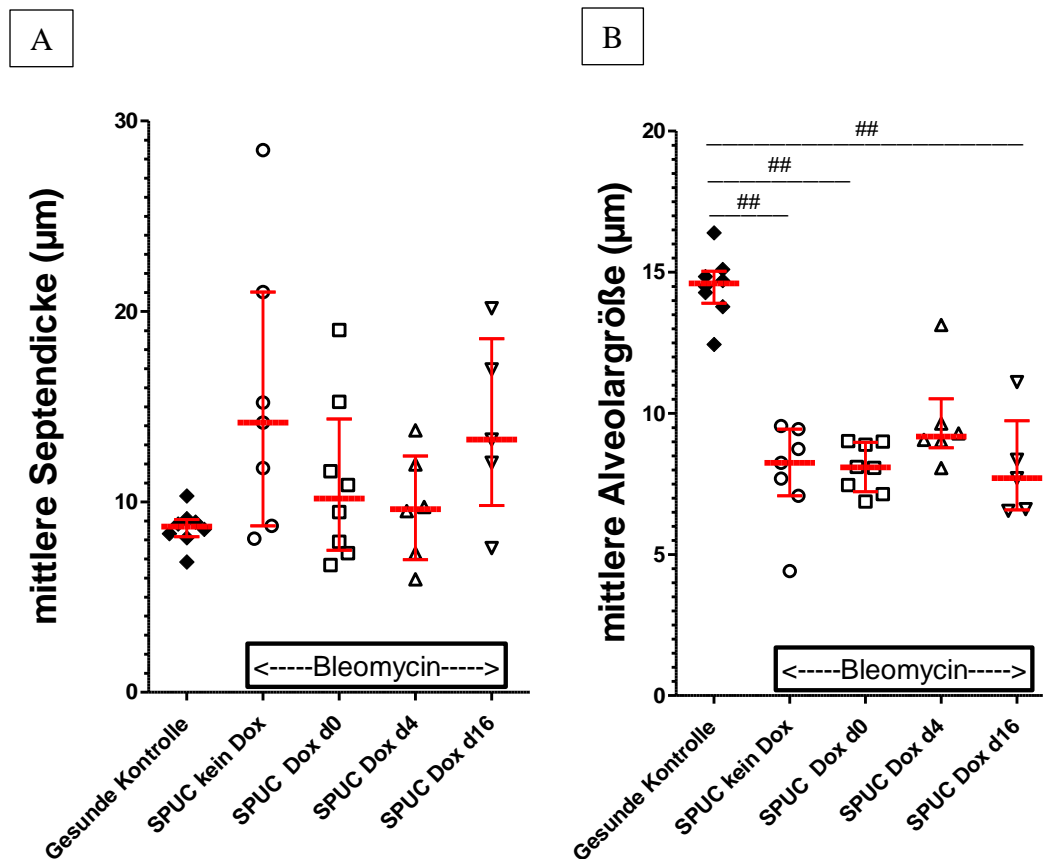 A
mittlere Septendicke (µm)
30
20
10
0
<-----Bleomycin----->
Gesunde Kontrolle
SPUC kein Dox
SPUC Dox d0
SPUC Dox d4
SPUC Dox d16
B
mittlere Alveolargröße (µm)
20
15
10
5
0
##
##
##
<-----Bleomycin----->
Gesunde Kontrolle
SPUC kein Dox
SPUC Dox d0
SPUC Dox d4
SPUC Dox d16